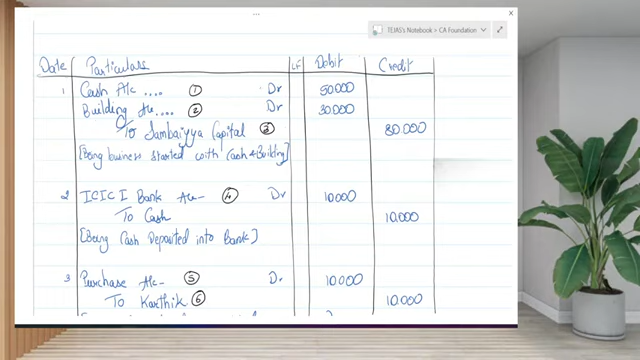 TEJAS's Notebook > CA Foundation
Date Particulars LF Debit Credit
1 Cash A/c .... ① Dr 50,000
Building A/c .... ② Dr 30,000
To Sambaiyya Capital ③ 80,000
[Being business started with Cash & Building]
2 ICICI Bank A/c - ④ Dr 10,000
To Cash 10,000
[Being Cash Deposited into Bank]
3 Purchase A/c - ⑤ Dr 10,000
To Karthik ⑥ 10,000